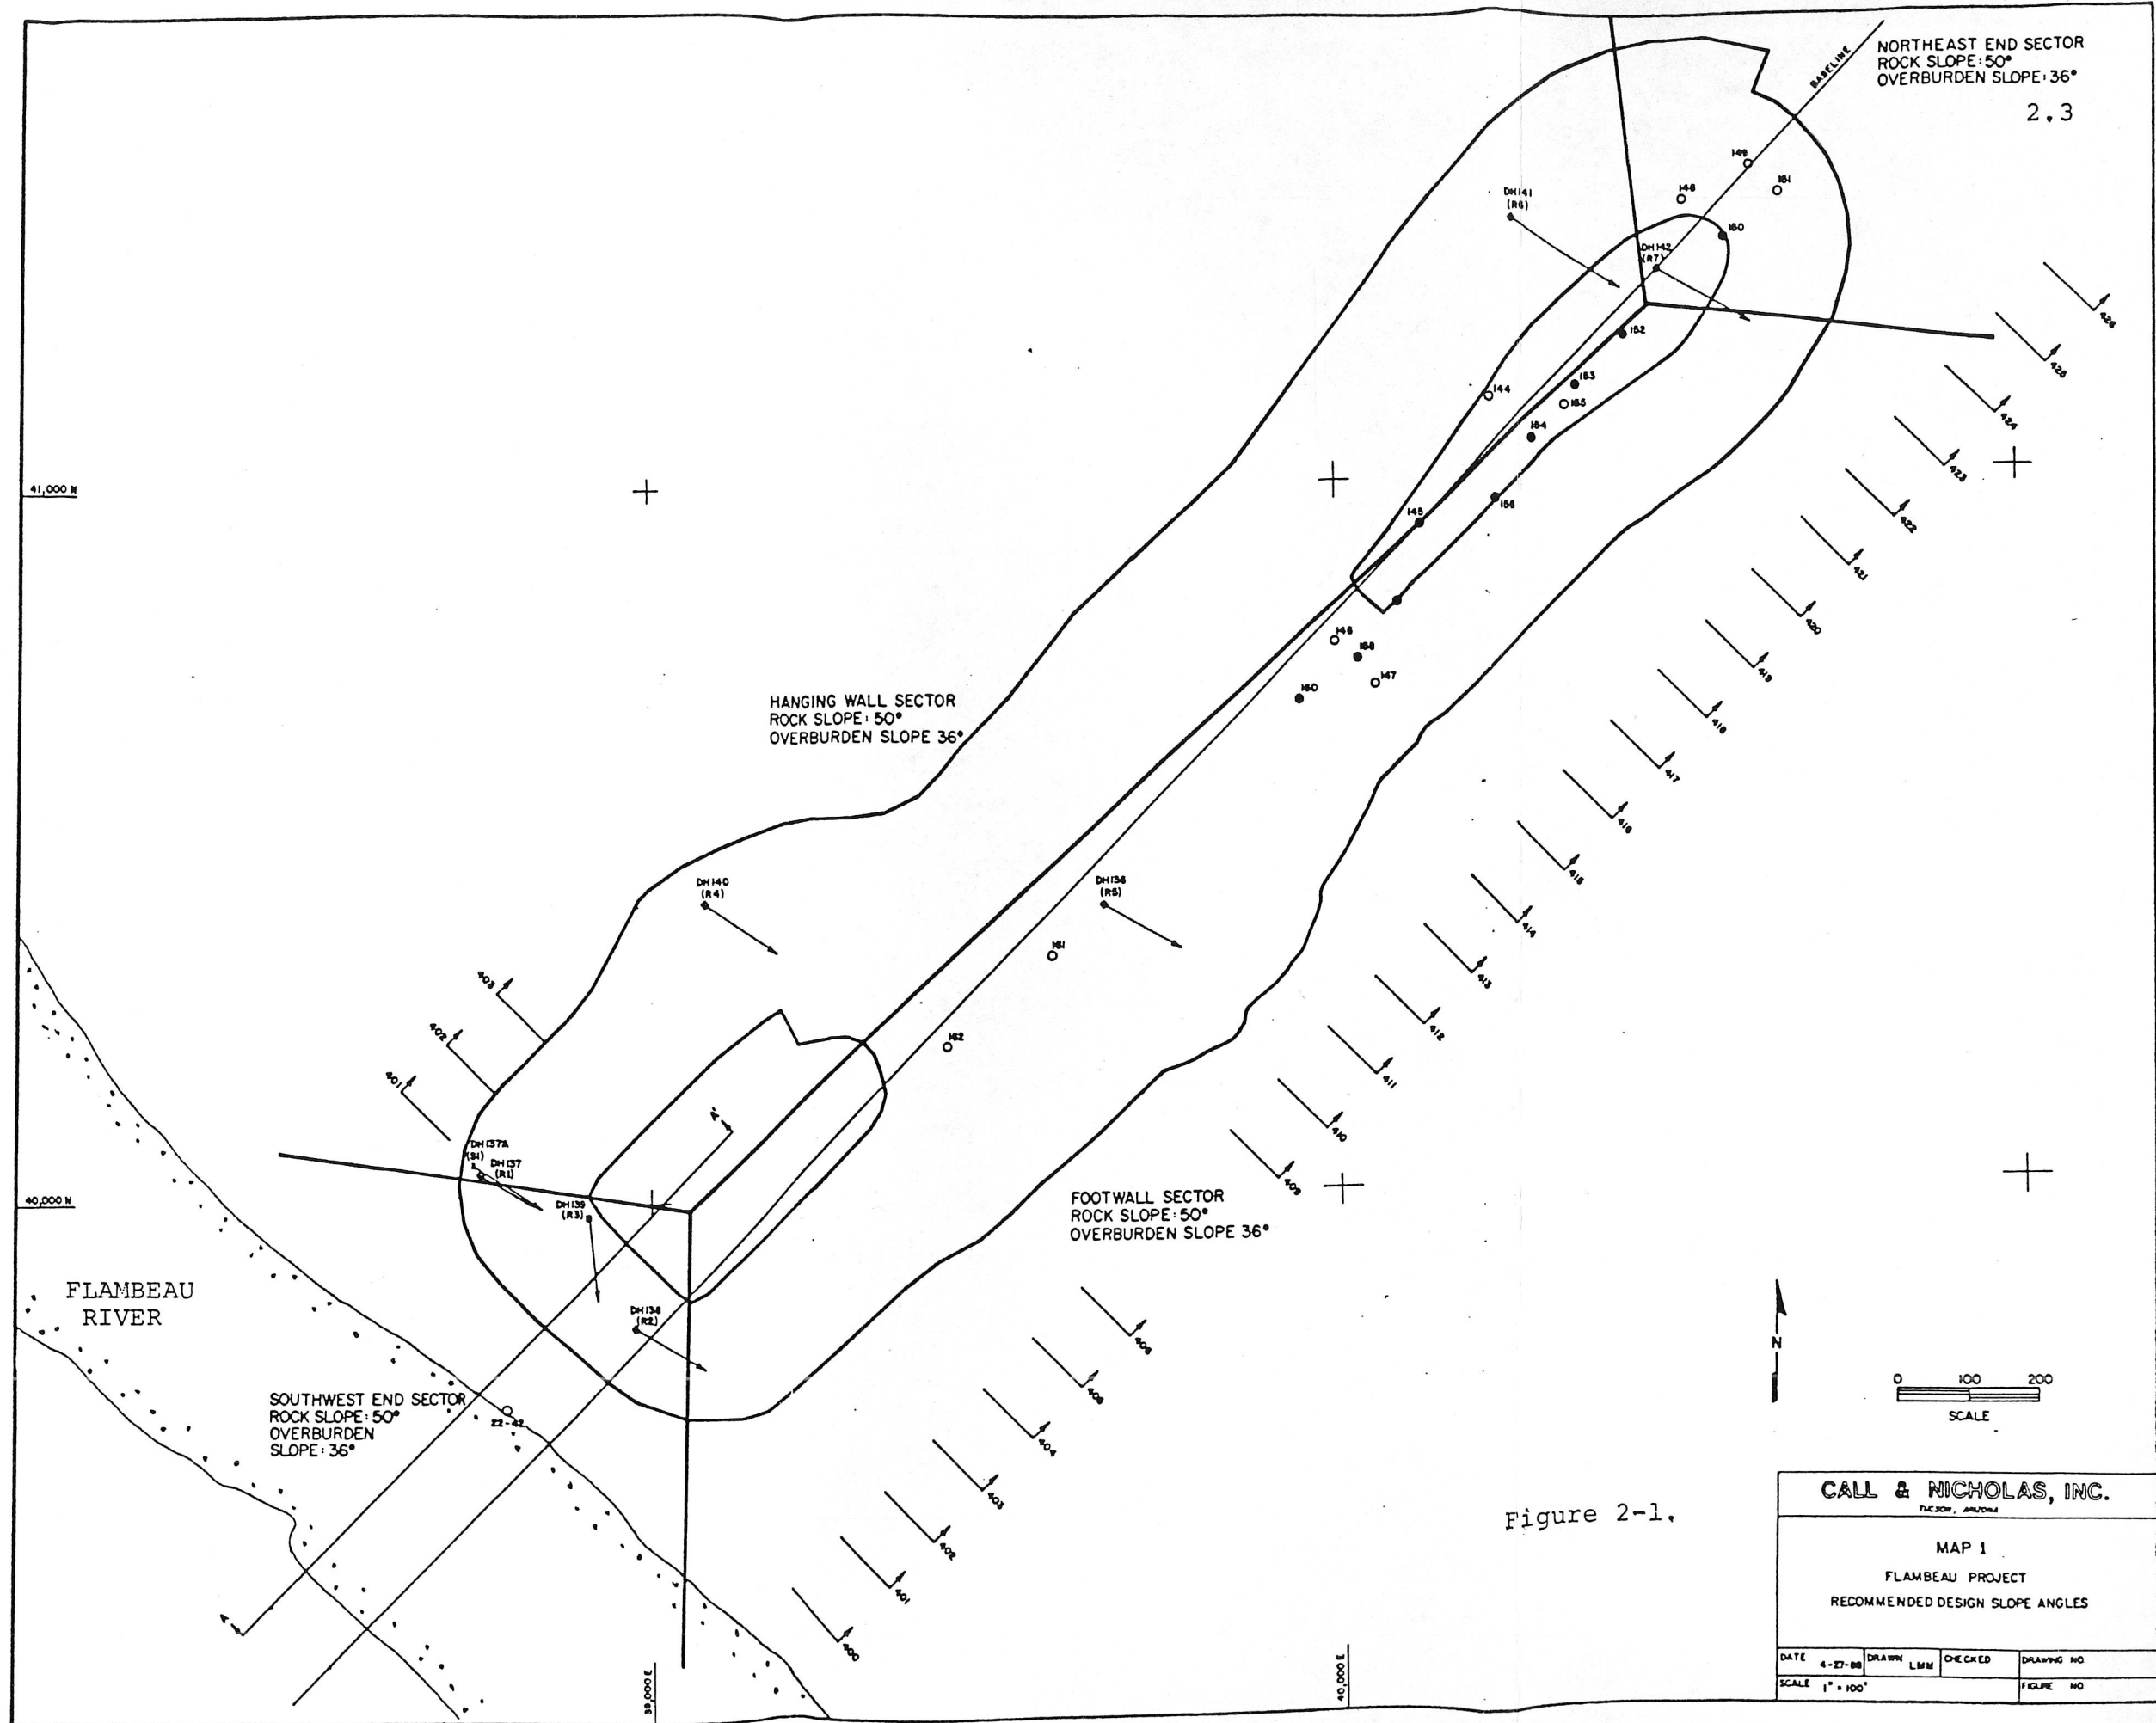 NORTHEAST END SECTOR
ROCK SLOPE: 50°
OVERBURDEN SLOPE: 36°
2.3
BASELINE
149
151
148
DH141
(R6)
150
DH142
(R7)
152
153
155
144
154
156
145
41,000 N
146
158
147
160
HANGING WALL SECTOR
ROCK SLOPE: 50°
OVERBURDEN SLOPE 36°
426
425
424
423
422
421
420
419
418
417
416
415
414
413
412
411
410
409
DH140
(R4)
DH136
(R5)
161
162
403
402
401
A'
DH137A
(S1)
DH137
(R1)
DH139
(R3)
40,000 N
FOOTWALL SECTOR
ROCK SLOPE: 50°
OVERBURDEN SLOPE 36°
FLAMBEAU
RIVER
DH138
(R2)
N
0 100 200
SCALE
SOUTHWEST END SECTOR
ROCK SLOPE: 50°
OVERBURDEN
SLOPE: 36°
22-42
404
403
402
401
400
A
39,000 E
40,000 E
Figure 2-1.
CALL & NICHOLAS, INC.
TUCSON, ARIZONA
MAP 1
FLAMBEAU PROJECT
RECOMMENDED DESIGN SLOPE ANGLES
DATE 4-27-88 DRAWN LMM CHECKED DRAWING NO.
SCALE 1" = 100' FIGURE NO.